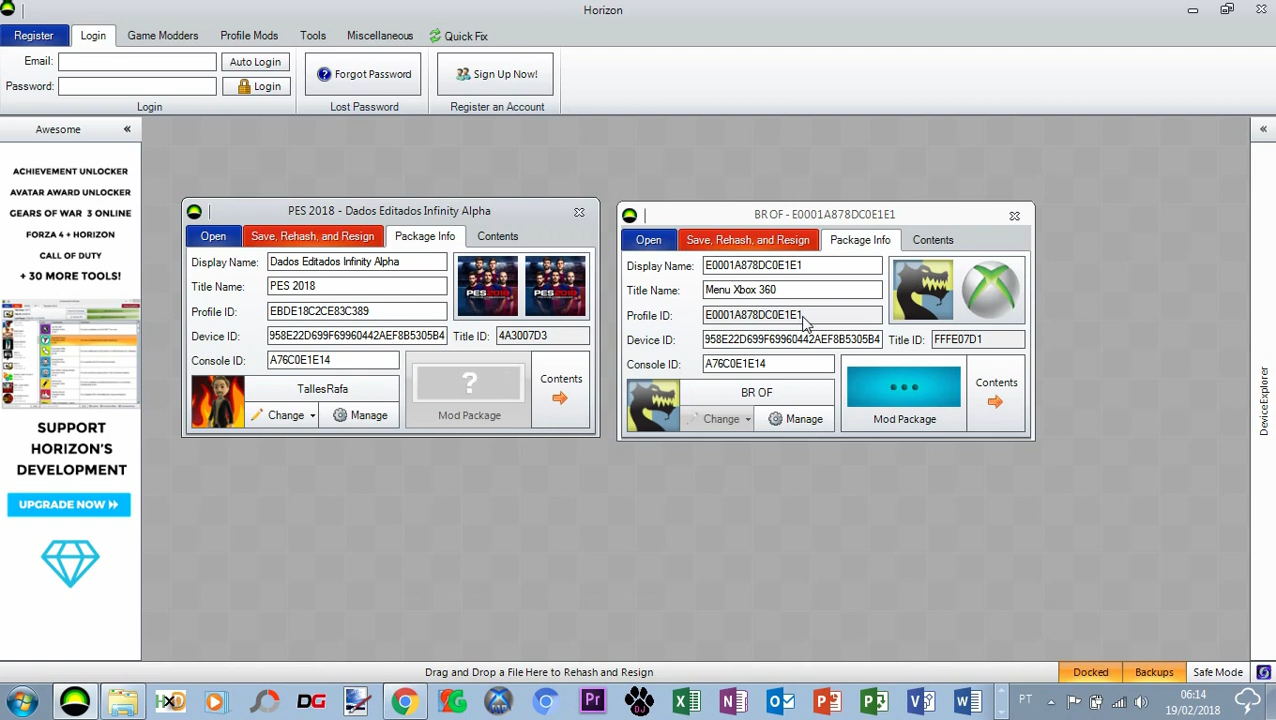 Horizon
Register Login Game Modders Profile Mods Tools Miscellaneous Quick Fix
Email: Auto Login
Password: Login
Forgot Password
Sign Up Now!
Login Lost Password Register an Account
Awesome «
«
ACHIEVEMENT UNLOCKER
AVATAR AWARD UNLOCKER
GEARS OF WAR 3 ONLINE
FORZA 4 + HORIZON
CALL OF DUTY
+ 30 MORE TOOLS!
SUPPORT
HORIZON'S
DEVELOPMENT
UPGRADE NOW
PES 2018 - Dados Editados Infinity Alpha
Open Save, Rehash, and Resign Package Info Contents
Display Name: Dados Editados Infinity Alpha
Title Name: PES 2018
Profile ID: EBDE18C2CE83C389
Device ID: 958E22D699F69960442AEF8B5305B4 Title ID: 4A3007D3
Console ID: A76C0E1E14
TallesRafa
Change Manage
?
Mod Package
Contents
BR OF - E0001A878DC0E1E1
Open Save, Rehash, and Resign Package Info Contents
Display Name: E0001A878DC0E1E1
Title Name: Menu Xbox 360
Profile ID: E0001A878DC0E1E1
Device ID: 958E22D699F69960442AEF8B5305B4 Title ID: FFFE07D1
Console ID: A76C0E1E14
BR OF
Change Manage
Mod Package
Contents
DeviceExplorer
Drag and Drop a File Here to Rehash and Resign
Docked Backups Safe Mode
PT
06:14
19/02/2018